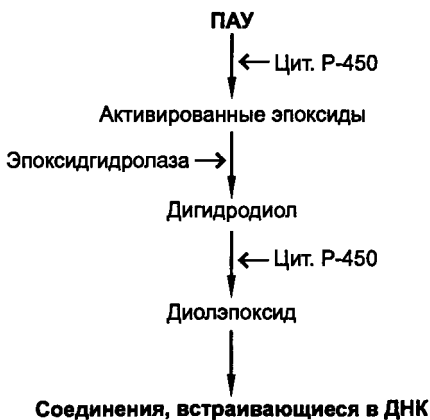 ПАУ
Цит. Р-450
Активированные эпоксиды
Эпоксидгидролаза
Дигидродиол
Цит. Р-450
Диолэпоксид
Соединения, встраивающиеся в ДНК